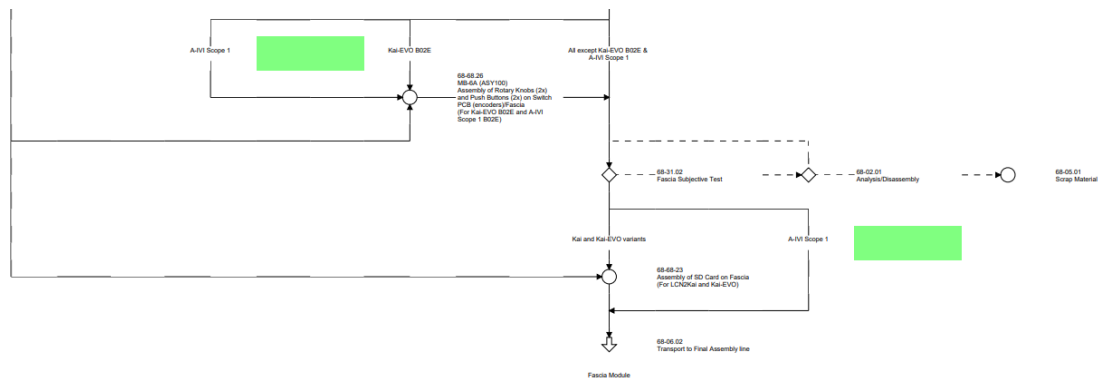 A-IVI Scope 1
Kai-EVO B02E
All except Kai-EVO B02E &
A-IVI Scope 1
68-68.26
MB-6A (ASY100)
Assembly of Rotary Knobs (2x)
and Push Buttons (2x) on Switch
PCB (encoders)/Fascia
(For Kai-EVO B02E and A-IVI
Scope 1 B02E)
68-31.02
Fascia Subjective Test
68-02.01
Analysis/Disassembly
68-05.01
Scrap Material
Kai and Kai-EVO variants
A-IVI Scope 1
68-68-23
Assembly of SD Card on Fascia
(For LCN2Kai and Kai-EVO)
68-06.02
Transport to Final Assembly line
Fascia Module